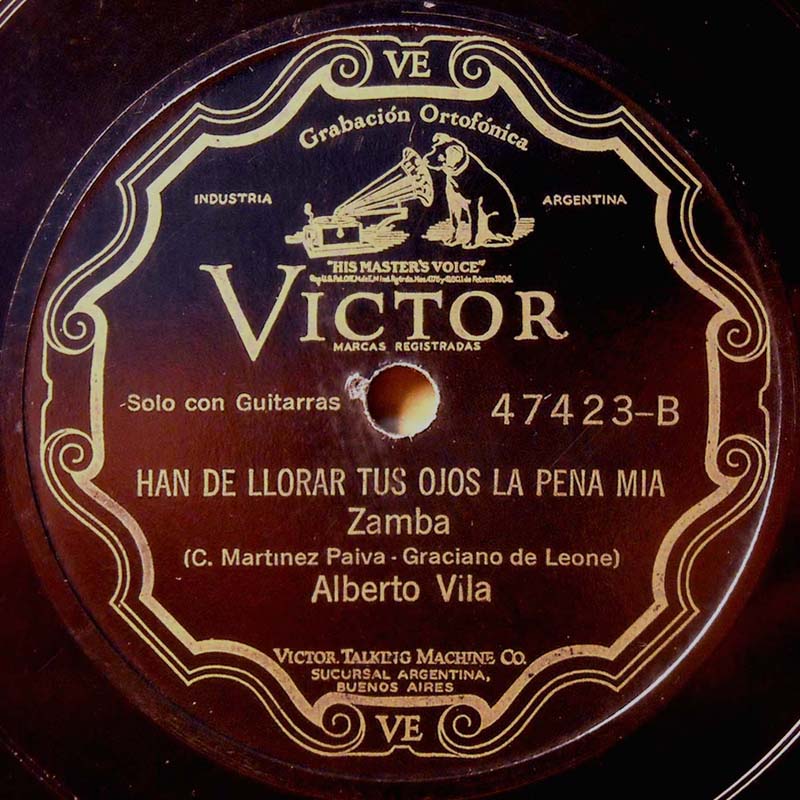 VE
Grabación Ortofónica
INDUSTRIA ARGENTINA
"HIS MASTER'S VOICE"
VICTOR
MARCAS REGISTRADAS
Solo con Guitarras 47423-B
HAN DE LLORAR TUS OJOS LA PENA MIA
Zamba
(C. Martınez Paiva - Graciano de Leone)
Alberto Vila
VICTOR TALKING MACHINE CO.
SUCURSAL ARGENTINA,
BUENOS AIRES
VE